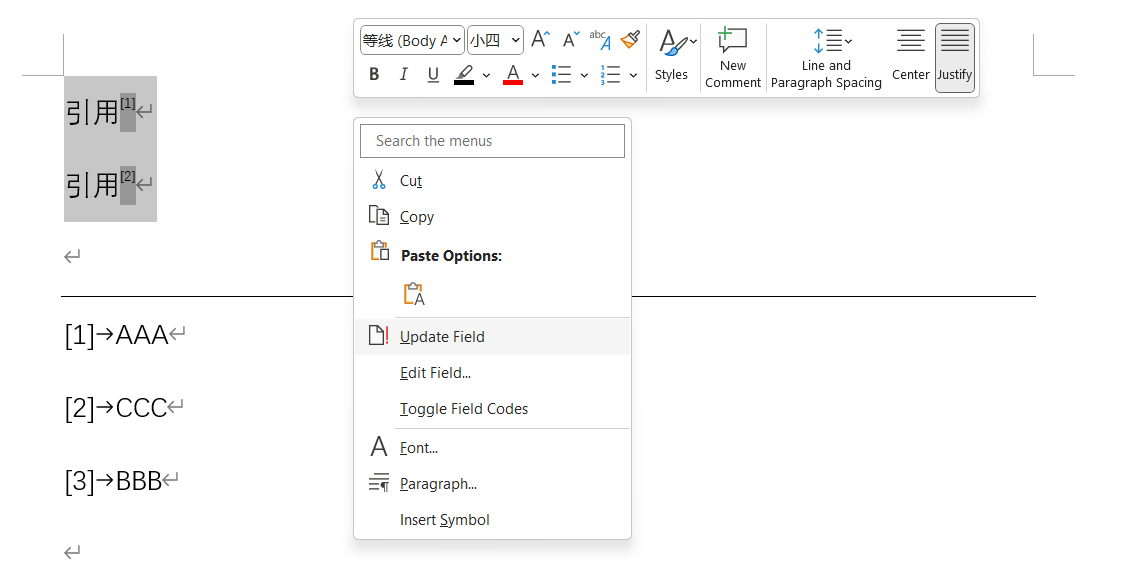 等线 (Body A
小四
A A abc A
Styles
New Comment
Line and Paragraph Spacing
Center
Justify
B I U A
引用[1]↵
引用[2]↵
↵
Search the menus
Cut
Copy
Paste Options:
A
Update Field
Edit Field...
Toggle Field Codes
A Font...
Paragraph...
Insert Symbol
[1]→AAA↵
[2]→CCC↵
[3]→BBB↵
↵